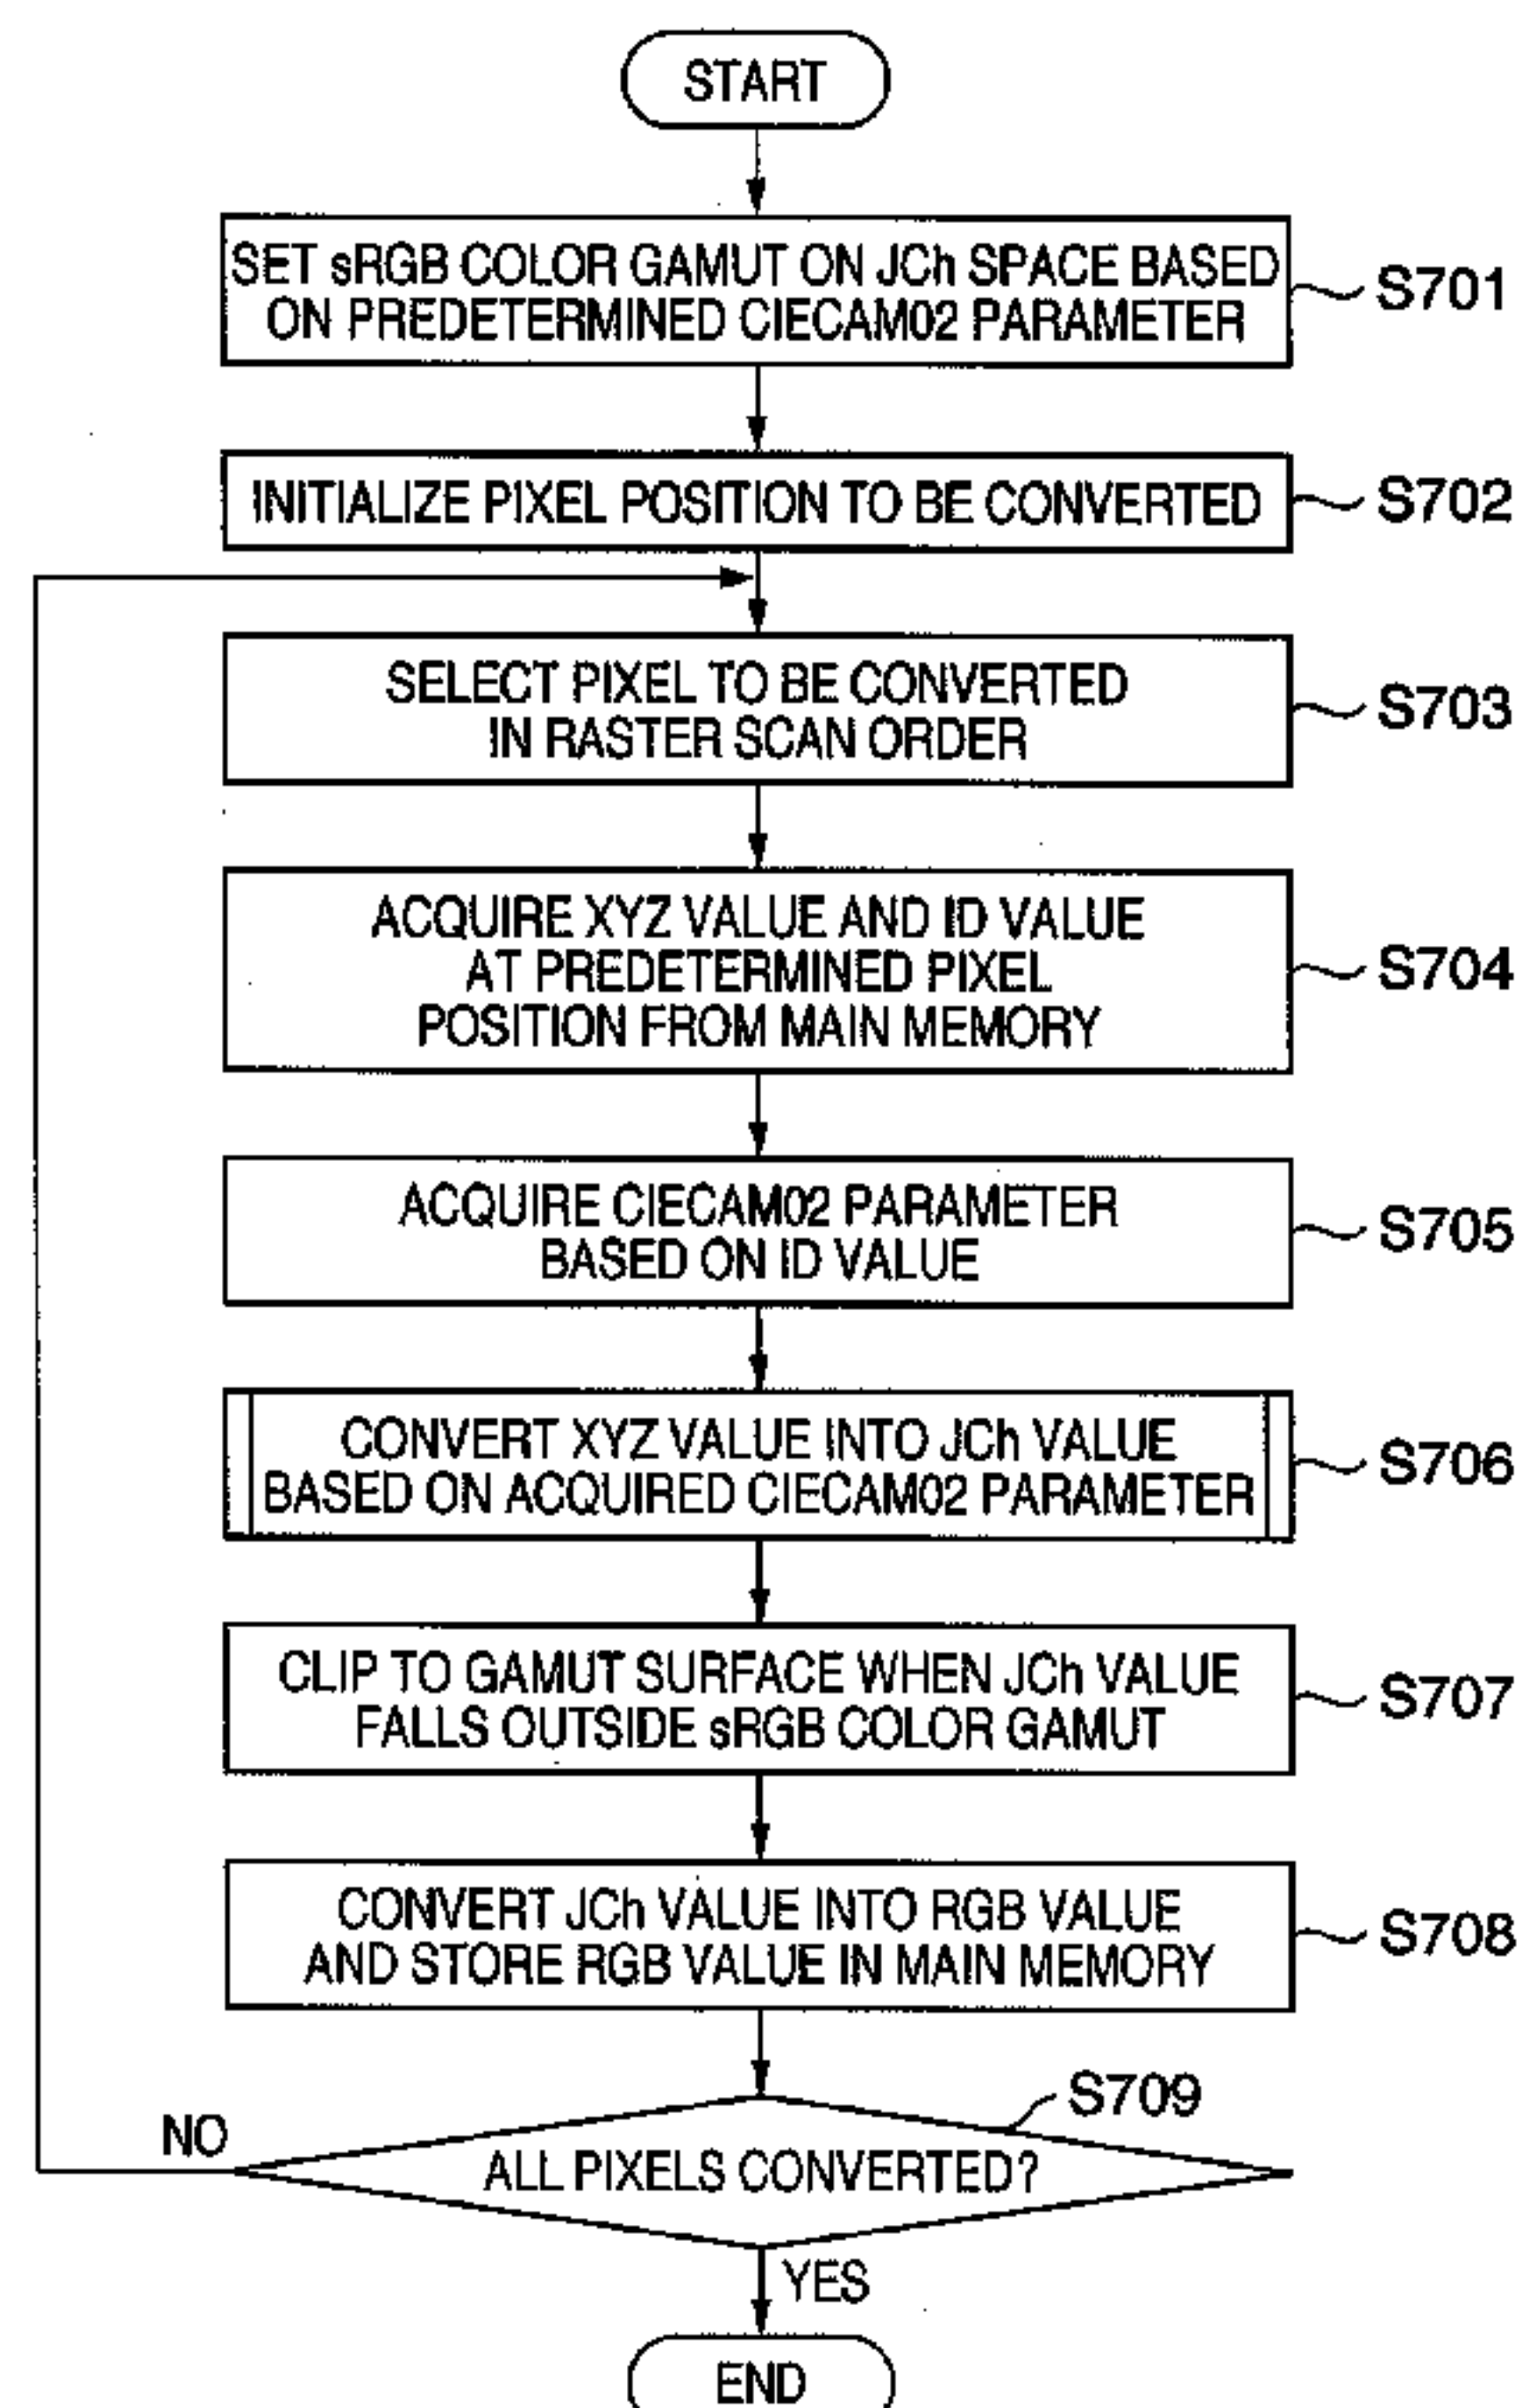 START
SET sRGB COLOR GAMUT ON JCh SPACE BASED
ON PREDETERMINED CIECAM02 PARAMETER
S701
INITIALIZE PIXEL POSITION TO BE CONVERTED
S702
SELECT PIXEL TO BE CONVERTED
IN RASTER SCAN ORDER
S703
ACQUIRE XYZ VALUE AND ID VALUE
AT PREDETERMINED PIXEL
POSITION FROM MAIN MEMORY
S704
ACQUIRE CIECAM02 PARAMETER
BASED ON ID VALUE
S705
CONVERT XYZ VALUE INTO JCh VALUE
BASED ON ACQUIRED CIECAM02 PARAMETER
S706
CLIP TO GAMUT SURFACE WHEN JCh VALUE
FALLS OUTSIDE sRGB COLOR GAMUT
S707
CONVERT JCh VALUE INTO RGB VALUE
AND STORE RGB VALUE IN MAIN MEMORY
S708
S709
NO
ALL PIXELS CONVERTED?
YES
END